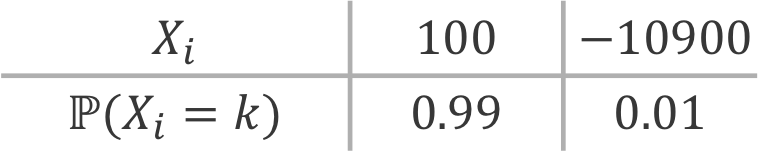 X_i 100 −10900
ℙ(X_i = k) 0.99 0.01